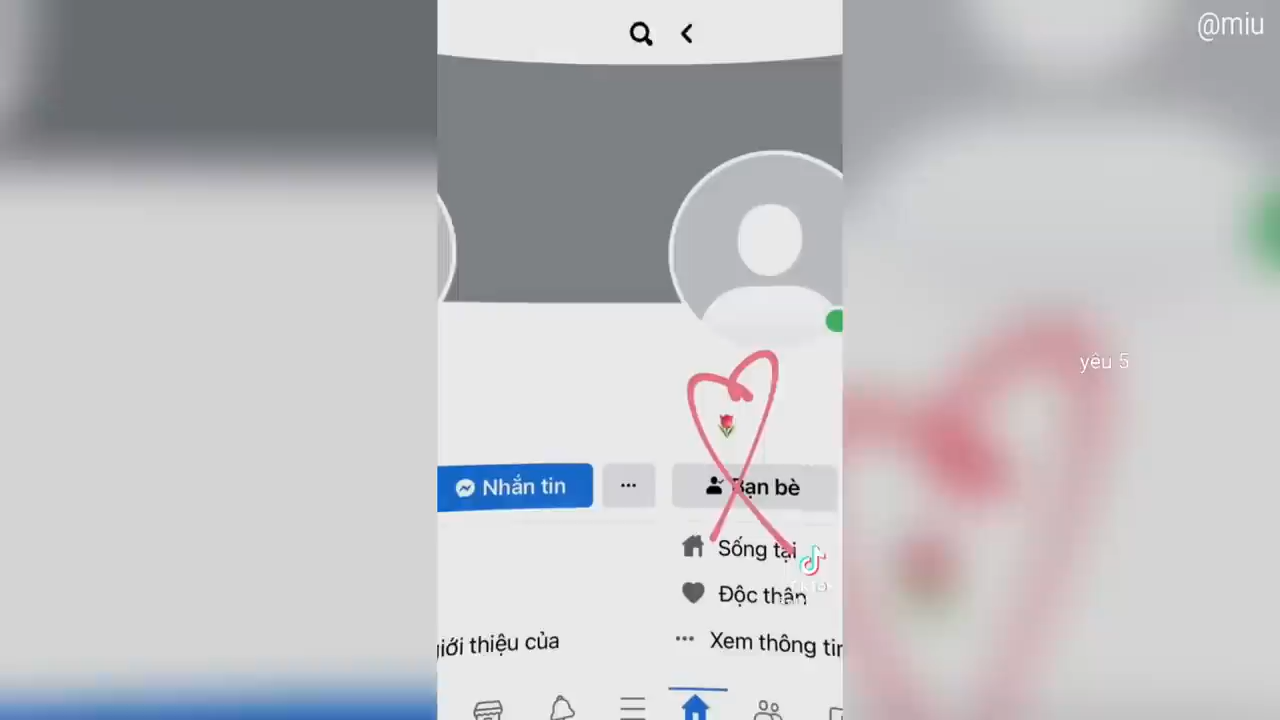 @miu
yêu 5
Nhắn tin
Bạn bè
Sống tại
Độc thân
giới thiệu của
Xem thông tin